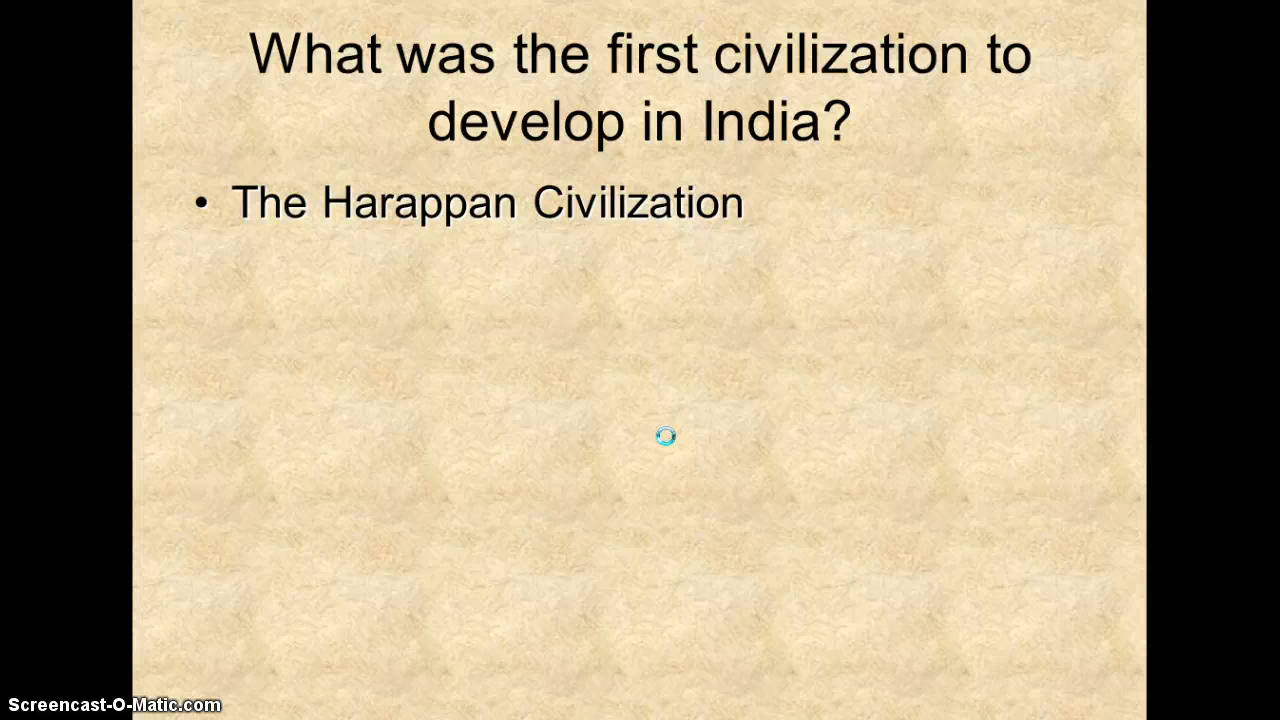 What was the first civilization to
develop in India?
• The Harappan Civilization
Screencast-O-Matic.com